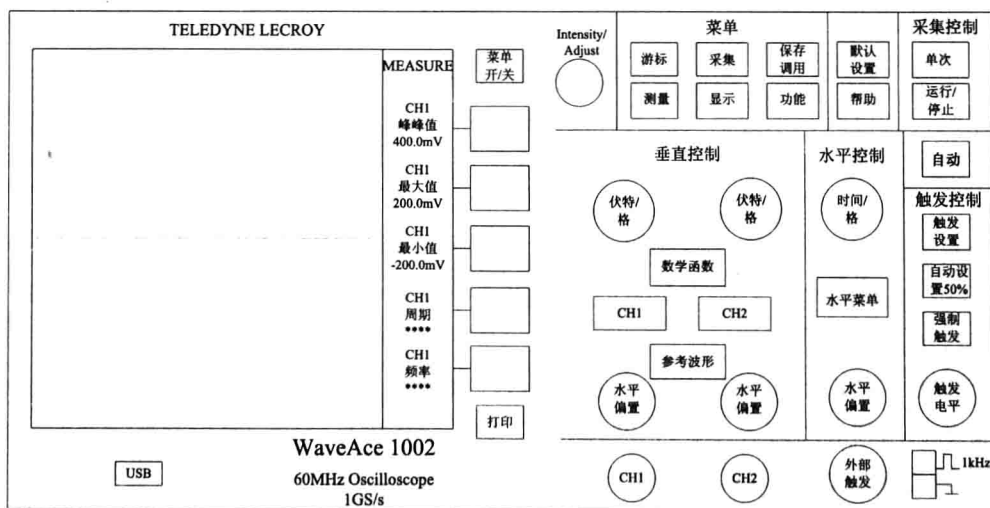 TELEDYNE LECROY
MEASURE
CH1
峰峰值
400.0mV
CH1
最大值
200.0mV
CH1
最小值
-200.0mV
CH1
周期
****
CH1
频率
****
菜单
开/关
打印
WaveAce 1002
60MHz Oscilloscope
1GS/s
USB
Intensity/
Adjust
菜单
游标
采集
保存
调用
测量
显示
功能
默认
设置
帮助
采集控制
单次
运行/
停止
自动
垂直控制
伏特/
格
伏特/
格
数学函数
CH1
CH2
参考波形
水平
偏置
水平
偏置
水平控制
时间/
格
水平菜单
水平
偏置
触发控制
触发
设置
自动设
置50%
强制
触发
触发
电平
CH1
CH2
外部
触发
1kHz